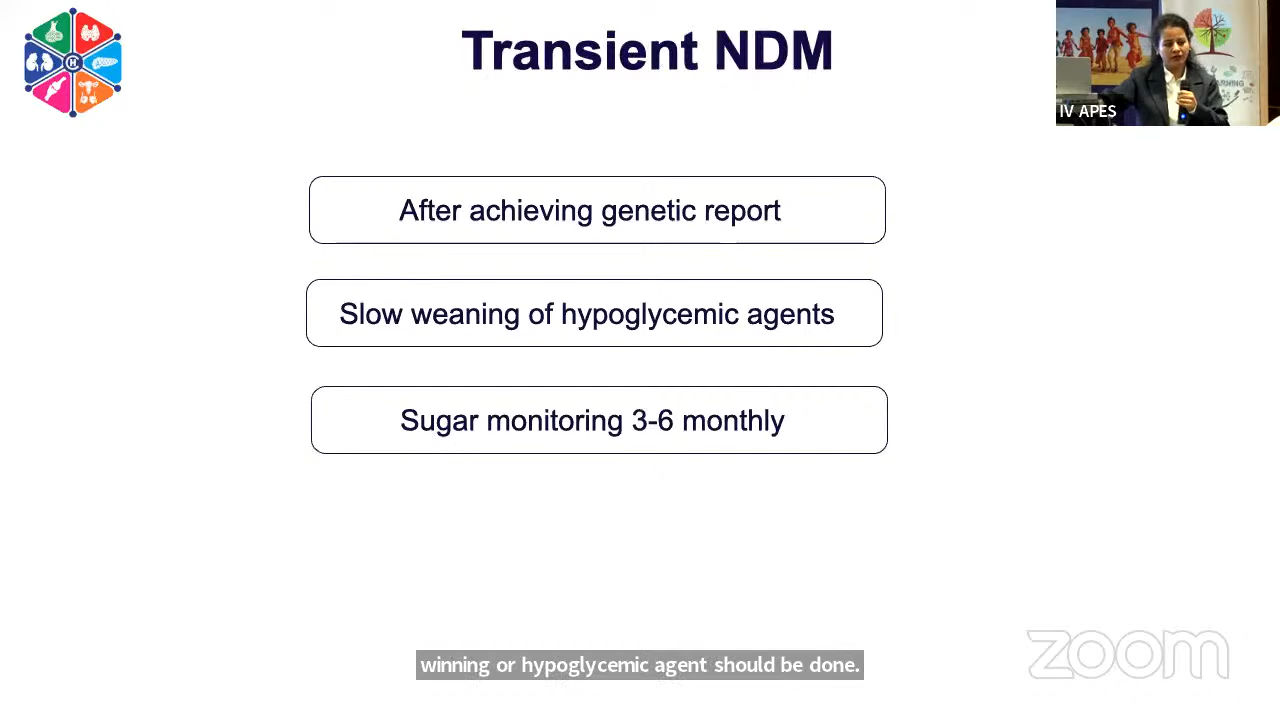 Transient NDM
IV APES
After achieving genetic report
Slow weaning of hypoglycemic agents
Sugar monitoring 3-6 monthly
winning or hypoglycemic agent should be done.
zoom